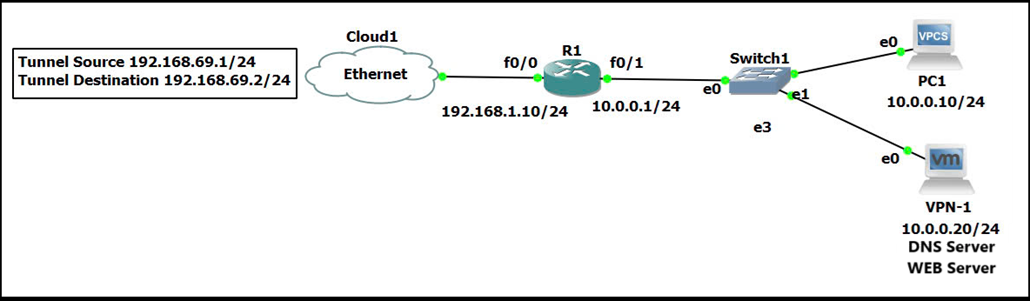 Cloud1
Tunnel Source 192.168.69.1/24
Tunnel Destination 192.168.69.2/24
Ethernet
f0/0
R1
f0/1
192.168.1.10/24
10.0.0.1/24
Switch1
e0
e1
e3
e0
VPCS
PC1
10.0.0.10/24
e0
vm
VPN-1
10.0.0.20/24
DNS Server
WEB Server